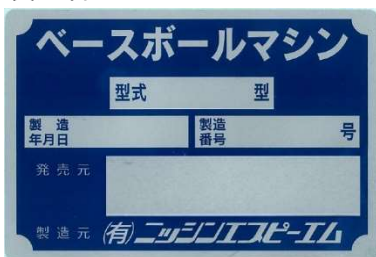 ベースボールマシン
型式 型
製造年月日 製造番号 号
発売元
製造元 (有)ニッシンエスピーエム